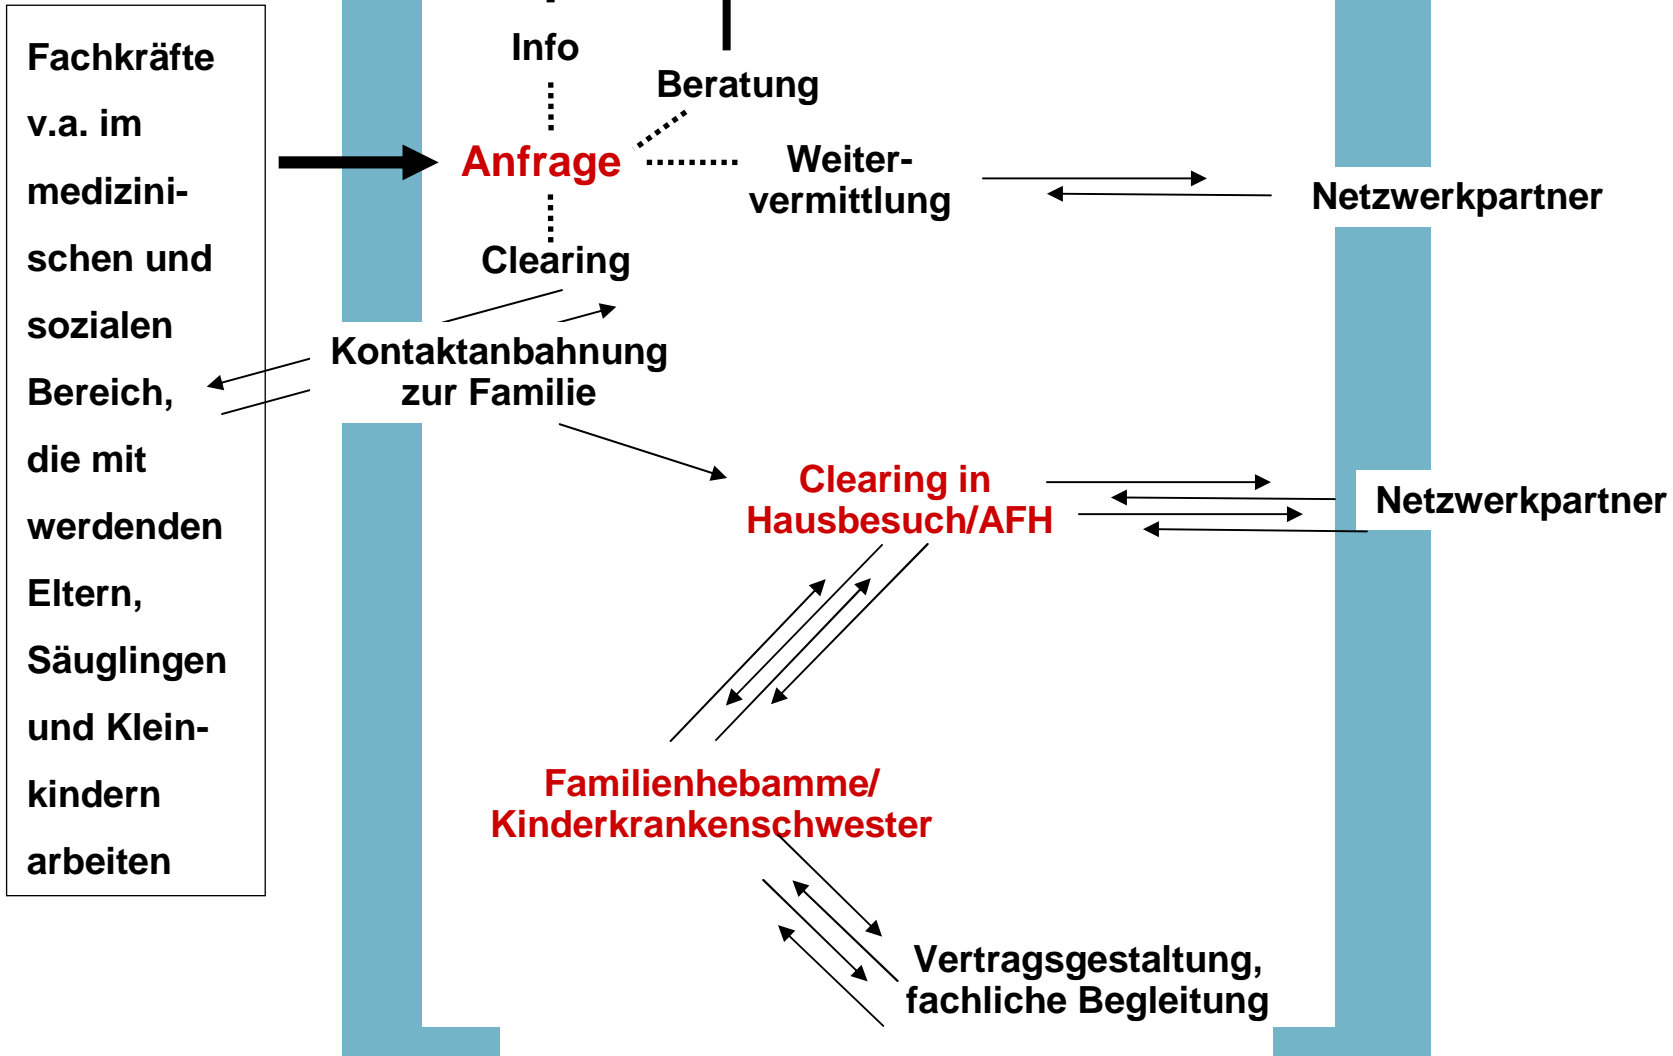 Fachkräfte
v.a. im
medizini-
schen und
sozialen
Bereich,
die mit
werdenden
Eltern,
Säuglingen
und Klein-
kindern
arbeiten
Info
Beratung
Anfrage
Weiter-
vermittlung
Netzwerkpartner
Clearing
Kontaktanbahnung
zur Familie
Clearing in
Hausbesuch/AFH
Netzwerkpartner
Familienhebamme/
Kinderkrankenschwester
Vertragsgestaltung,
fachliche Begleitung